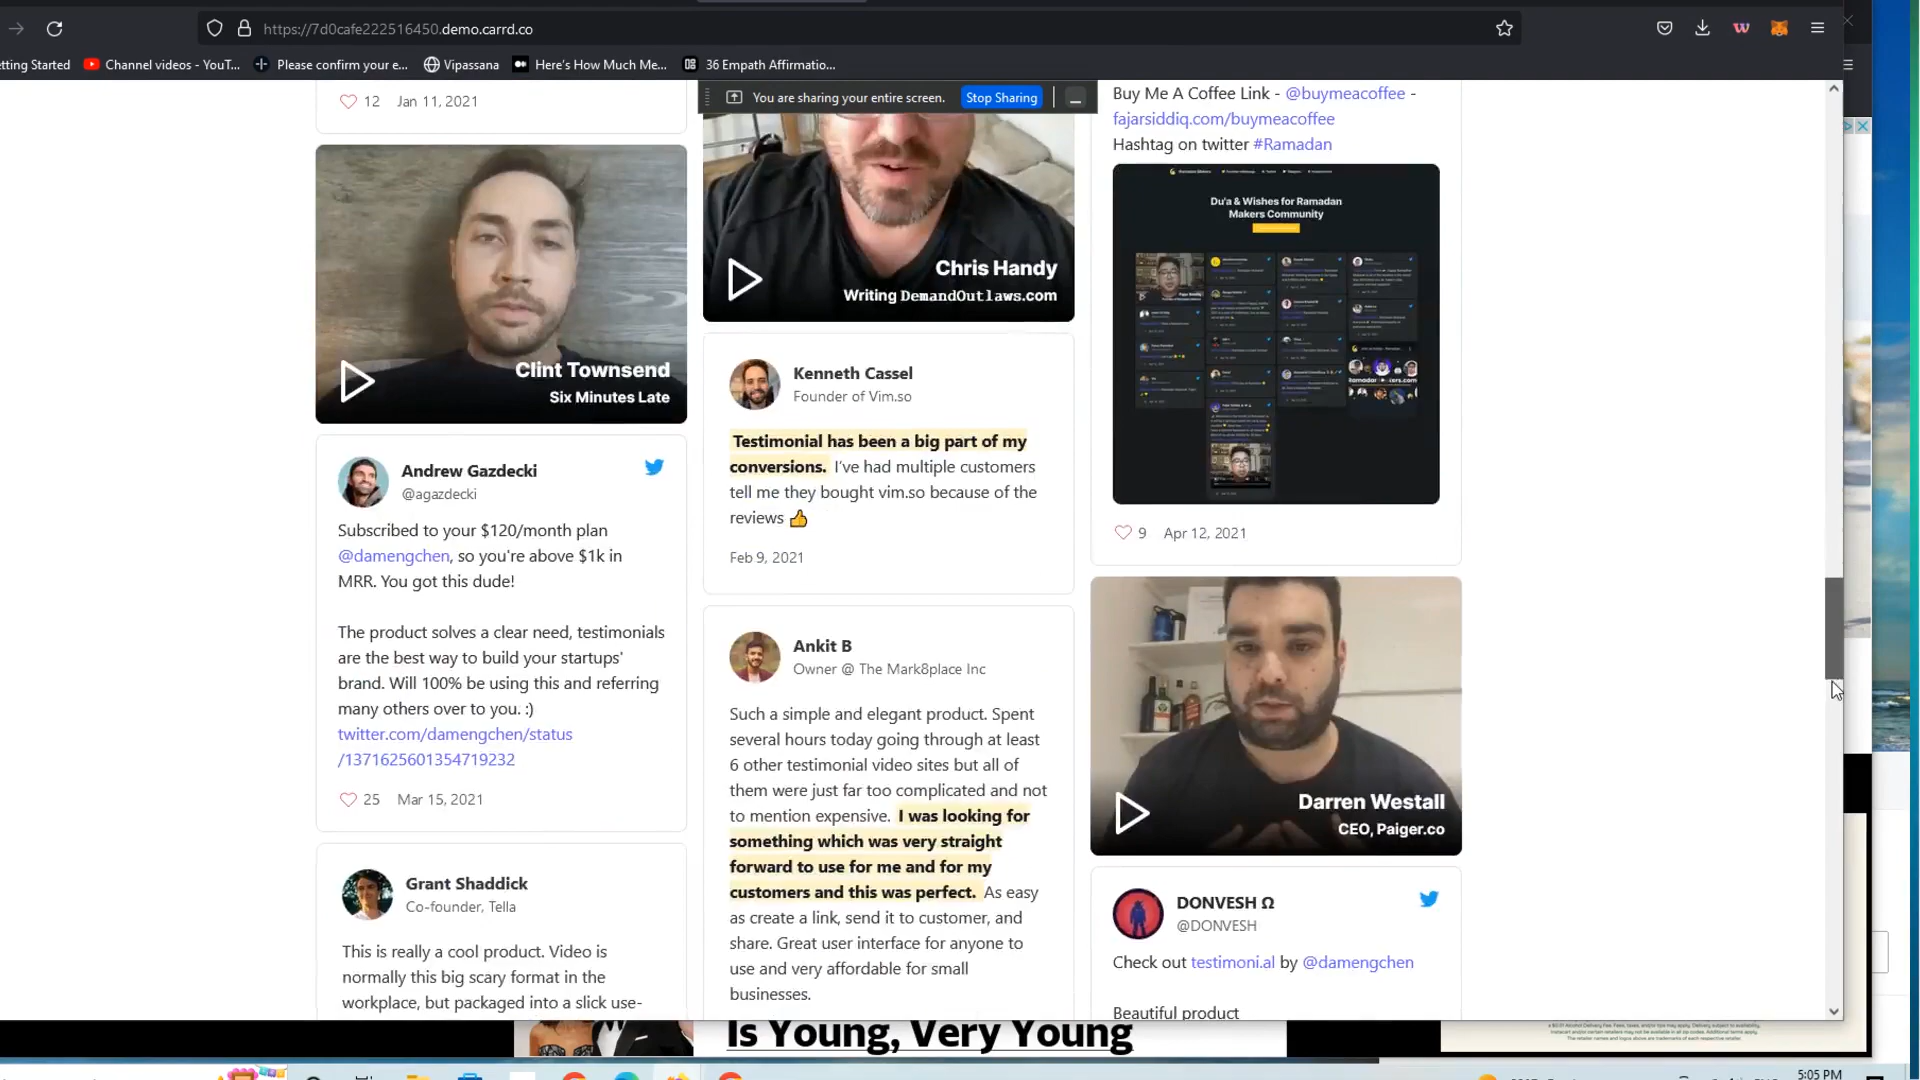 https://7d0cafe222516450.demo.carrd.co
etting Started
Channel videos - YouT...
Please confirm your e...
Vipassana
Here's How Much Me...
36 Empath Affirmatio...
You are sharing your entire screen.
Stop Sharing
12 Jan 11, 2021
Clint Townsend
Six Minutes Late
Andrew Gazdecki
@agazdecki
Subscribed to your $120/month plan
@damengchen, so you're above $1k in
MRR. You got this dude!
The product solves a clear need, testimonials
are the best way to build your startups'
brand. Will 100% be using this and referring
many others over to you. :)
twitter.com/damengchen/status
/1371625601354719232
25 Mar 15, 2021
Grant Shaddick
Co-founder, Tella
This is really a cool product. Video is
normally this big scary format in the
workplace, but packaged into a slick use-
Chris Handy
Writing DemandOutlaws.com
Kenneth Cassel
Founder of Vim.so
Testimonial has been a big part of my
conversions. I've had multiple customers
tell me they bought vim.so because of the
reviews 👍
Feb 9, 2021
Ankit B
Owner @ The Mark8place Inc
Such a simple and elegant product. Spent
several hours today going through at least
6 other testimonial video sites but all of
them were just far too complicated and not
to mention expensive. I was looking for
something which was very straight
forward to use for me and for my
customers and this was perfect. As easy
as create a link, send it to customer, and
share. Great user interface for anyone to
use and very affordable for small
businesses.
Buy Me A Coffee Link - @buymeacoffee -
fajarsiddiq.com/buymeacoffee
Hashtag on twitter #Ramadan
Du'a & Wishes for Ramadan
Makers Community
9 Apr 12, 2021
Darren Westall
CEO, Paiger.co
DONVESH Ω
@DONVESH
Check out testimoni.al by @damengchen
Beautiful product
Is Young, Very Young
5:05 PM